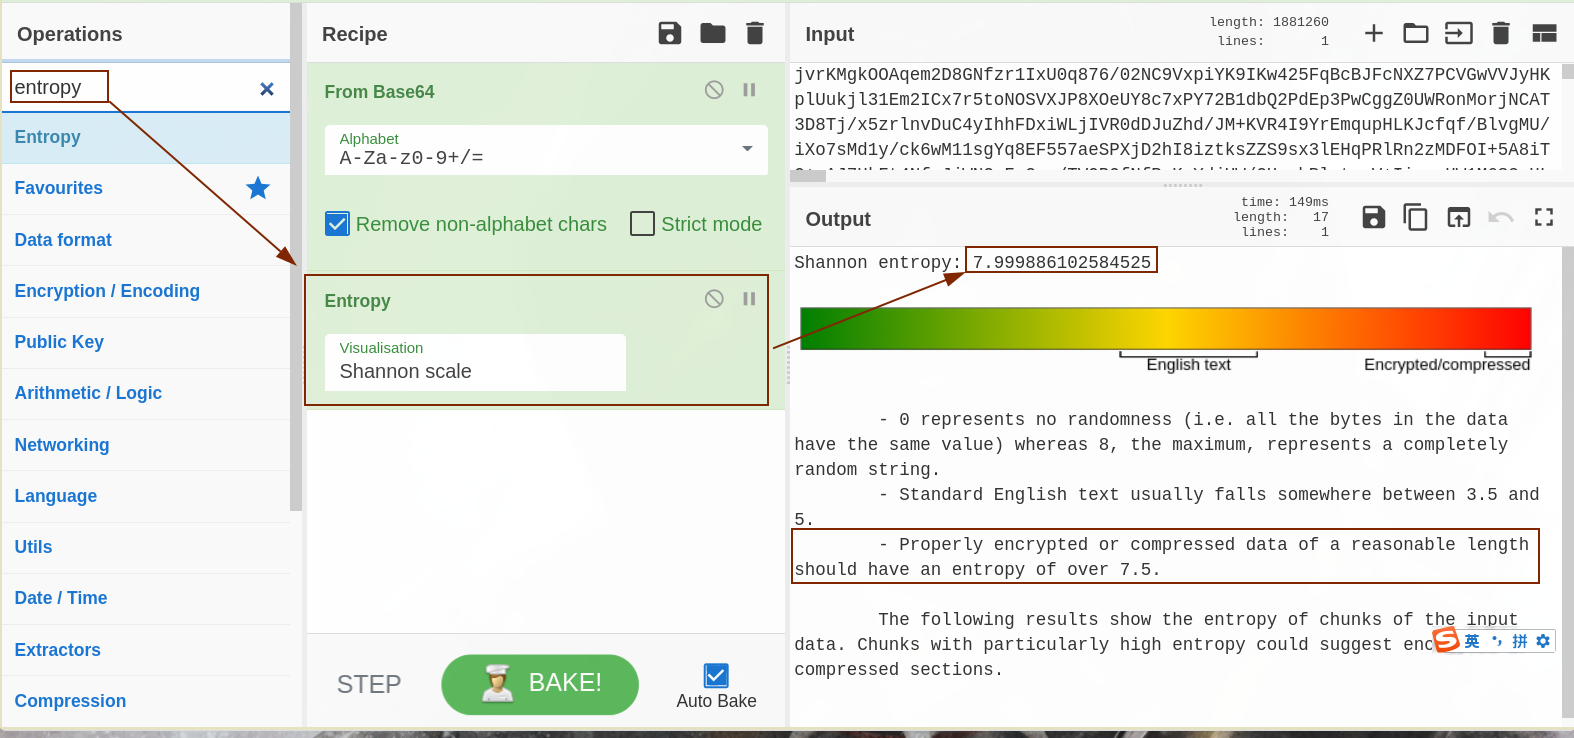 Operations
entropy
Entropy
Favourites
Data format
Encryption / Encoding
Public Key
Arithmetic / Logic
Networking
Language
Utils
Date / Time
Extractors
Compression
Recipe
From Base64
Alphabet
A-Za-z0-9+/=
Remove non-alphabet chars
Strict mode
Entropy
Visualisation
Shannon scale
STEP
BAKE!
Auto Bake
Input
length: 1881260
lines: 1
jvrKMgkOOAqem2D8GNfzr1IxU0q876/02NC9VxpiYK9IKw425FqBcBJFcNXZ7PCVGwVVJyHK
plUukjl31Em2ICx7r5toNOSVXJP8XOeUY8c7xPY72B1dbQ2PdEp3PwCggZ0UWRonMorjNCAT
3D8Tj/x5zrlnvDuC4yIhhFDxiWLjIVR0dDJuZhd/JM+KVR4I9YrEmqupHLKJcfqf/BlvgMU/
iXo7sMd1y/ck6wM11sgYq8EF557aeSPXjD2hI8iztksZZS9sx3lEHqPRlRn2zMDFOI+5A8iT
Output
time: 149ms
length: 17
lines: 1
Shannon entropy: 7.999886102584525
English text
Encrypted/compressed
- 0 represents no randomness (i.e. all the bytes in the data
have the same value) whereas 8, the maximum, represents a completely
random string.
- Standard English text usually falls somewhere between 3.5 and
5.
- Properly encrypted or compressed data of a reasonable length
should have an entropy of over 7.5.
The following results show the entropy of chunks of the input
data. Chunks with particularly high entropy could suggest
compressed sections.
英 拼